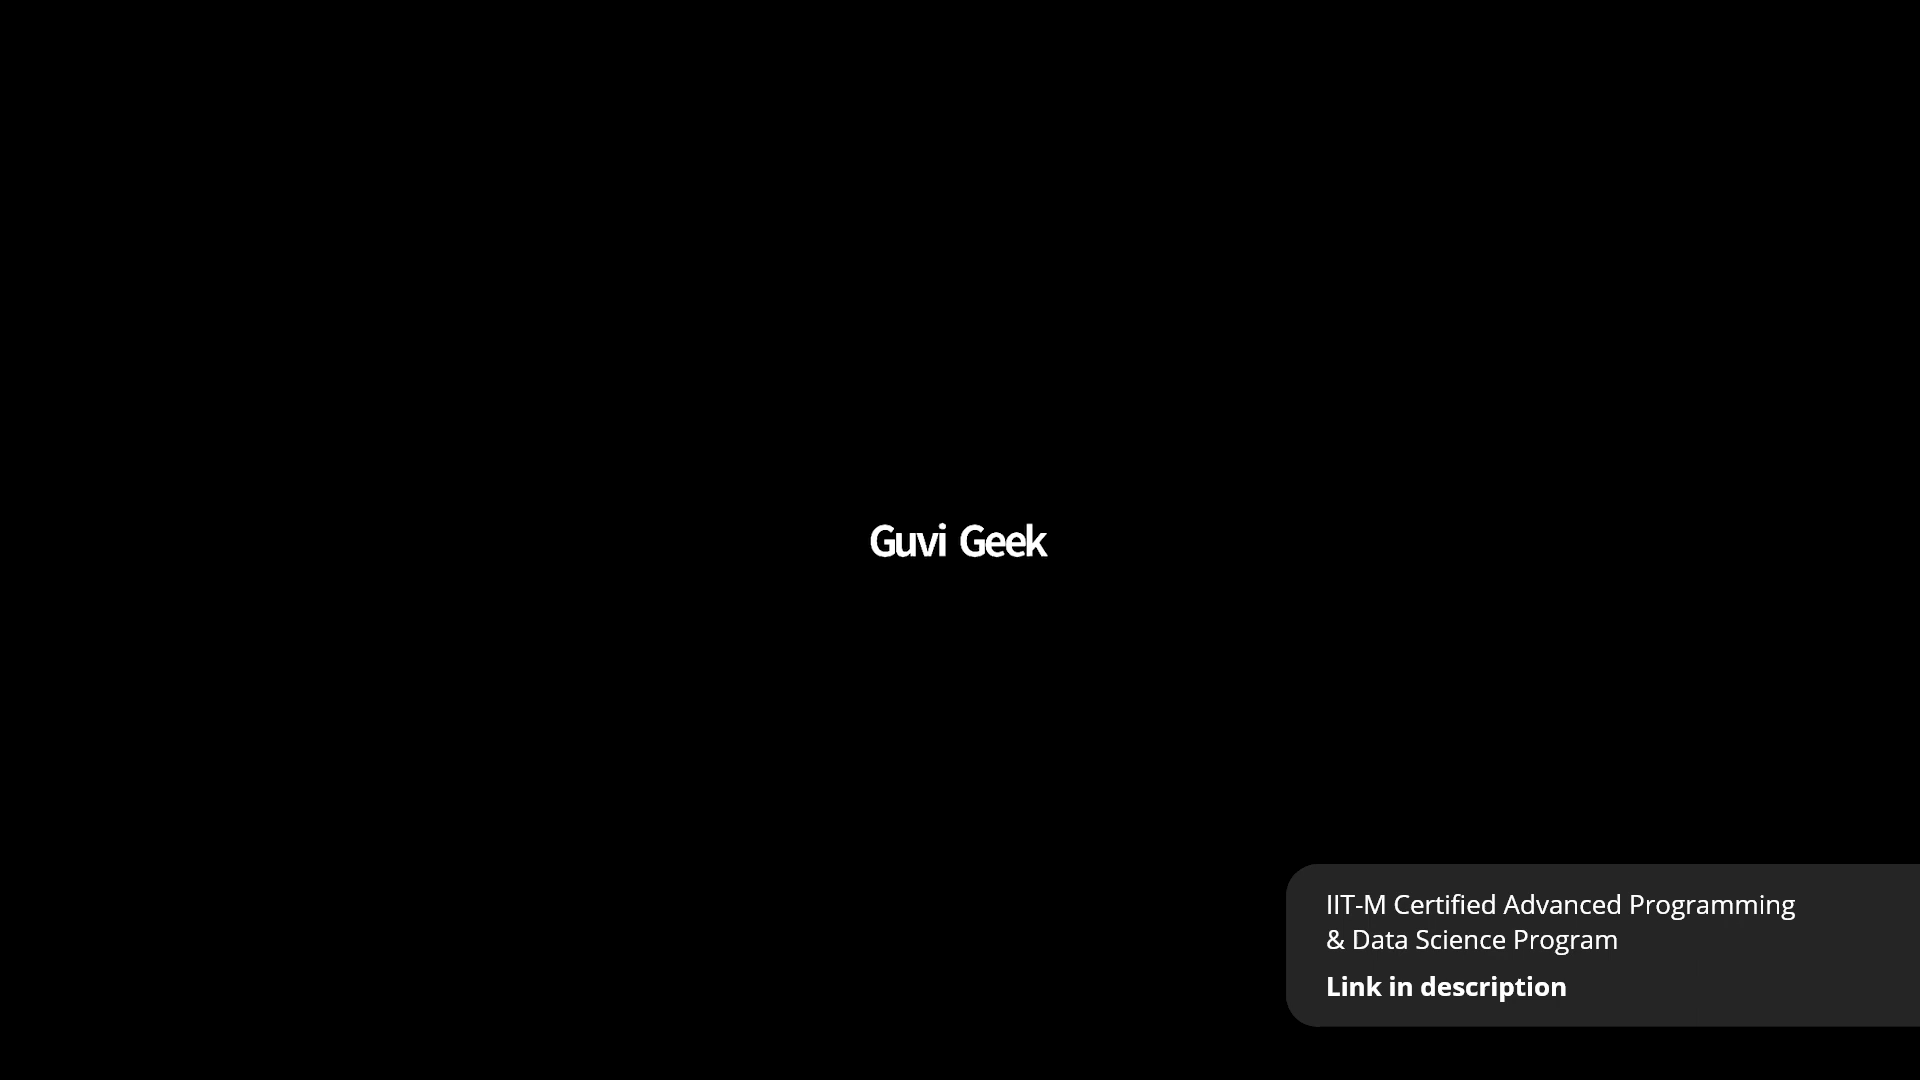 Guvi Geek
IIT-M Certified Advanced Programming
& Data Science Program
Link in description